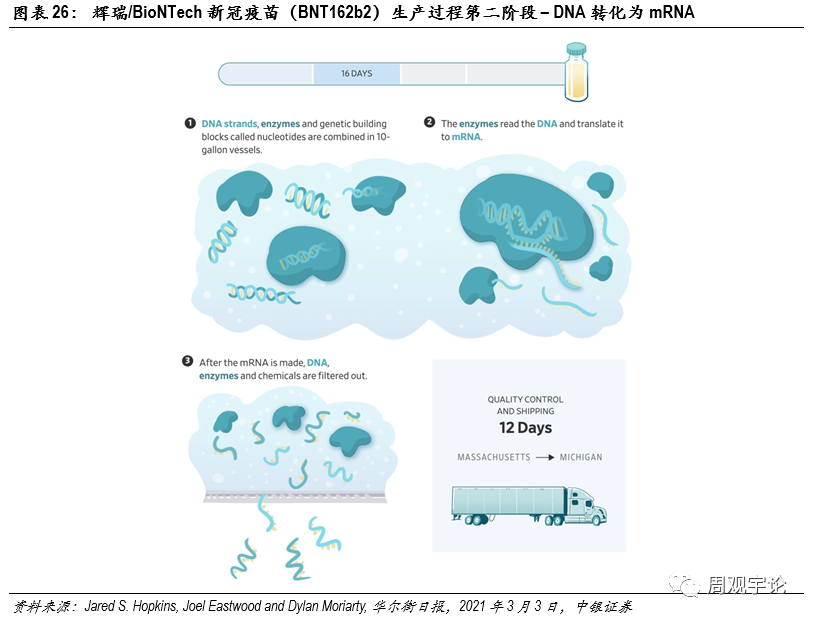 图表 26： 辉瑞/BioNTech 新冠疫苗（BNT162b2）生产过程第二阶段 – DNA 转化为 mRNA
16 DAYS
1 DNA strands, enzymes and genetic building
blocks called nucleotides are combined in 10-
gallon vessels.
2 The enzymes read the DNA and translate it
to mRNA.
3 After the mRNA is made, DNA,
enzymes and chemicals are filtered out.
QUALITY CONTROL
AND SHIPPING
12 Days
MASSACHUSETTS → MICHIGAN
周观宇论
资料来源：Jared S. Hopkins, Joel Eastwood and Dylan Moriarty, 华尔街日报，2021 年 3 月 3 日，中银证券